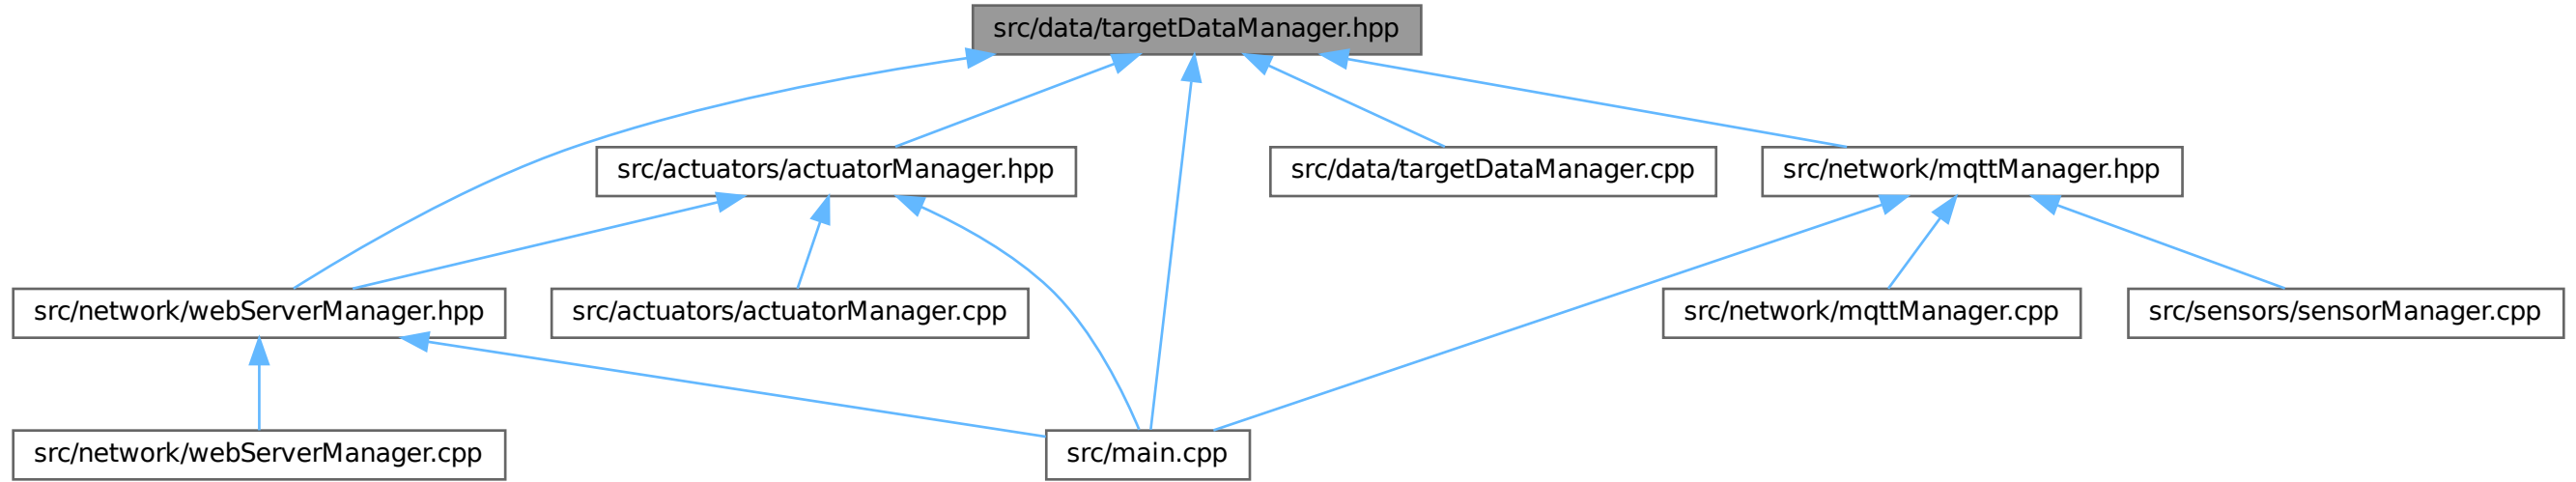 src/data/targetDataManager.hpp
src/actuators/actuatorManager.hpp
src/data/targetDataManager.cpp
src/network/mqttManager.hpp
src/network/webServerManager.hpp
src/actuators/actuatorManager.cpp
src/network/mqttManager.cpp
src/sensors/sensorManager.cpp
src/network/webServerManager.cpp
src/main.cpp